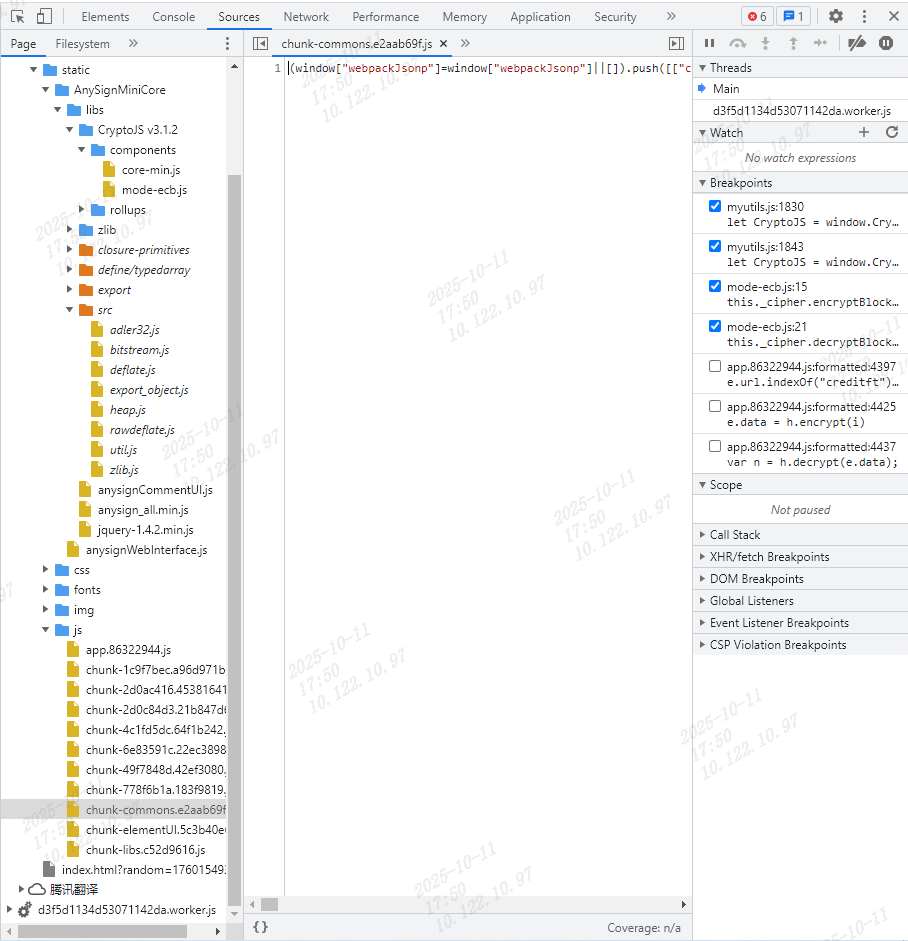 Elements Console Sources Network Performance Memory Application Security » 6 1
Page Filesystem »
static
AnySignMiniCore
libs
CryptoJS v3.1.2
components
core-min.js
mode-ecb.js
rollups
zlib
closure-primitives
define/typedarray
export
src
adler32.js
bitstream.js
deflate.js
export_object.js
heap.js
rawdeflate.js
util.js
zlib.js
anysignCommentUI.js
anysign_all.min.js
jquery-1.4.2.min.js
anysignWebInterface.js
css
fonts
img
js
app.86322944.js
chunk-1c9f7bec.a96d971b
chunk-2d0ac416.45381641
chunk-2d0c84d3.21b847d6
chunk-4c1fd5dc.64f1b242.
chunk-6e83591c.22ec3898
chunk-49f7848d.42ef3080.
chunk-778f6b1a.183f9819.
chunk-commons.e2aab69f
chunk-elementUI.5c3b40e
chunk-libs.c52d9616.js
index.html?random=176015493
腾讯翻译
d3f5d1134d53071142da.worker.js
chunk-commons.e2aab69f.js × »
1 (window["webpackJsonp"]=window["webpackJsonp"]||[]).push([["c
{} Coverage: n/a
Threads
Main
d3f5d1134d53071142da.worker.js
Watch
No watch expressions
Breakpoints
myutils.js:1830
let CryptoJS = window.Cry…
myutils.js:1843
let CryptoJS = window.Cry…
mode-ecb.js:15
this._cipher.encryptBlock…
mode-ecb.js:21
this._cipher.decryptBlock…
app.86322944.js:formatted:4397
e.url.indexOf("creditft")…
app.86322944.js:formatted:4425
e.data = h.encrypt(i)
app.86322944.js:formatted:4437
var n = h.decrypt(e.data);
Scope
Not paused
Call Stack
XHR/fetch Breakpoints
DOM Breakpoints
Global Listeners
Event Listener Breakpoints
CSP Violation Breakpoints
2025-10-11
17:50
10.122.10.97